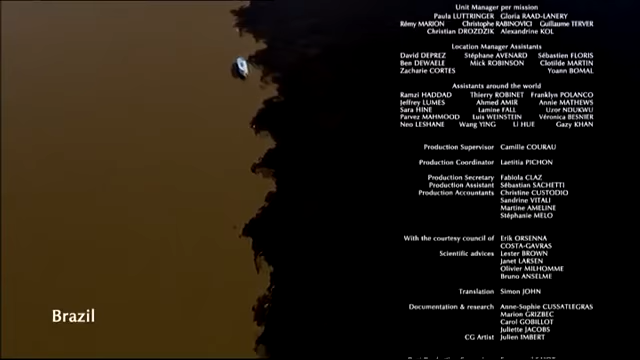 Unit Manager per mission
Paula LUTTRINGER Gloria RAAD-LANERY
Rémy MARION Christophe RABINOVICI Guillaume TERVER
Christian DROZDZIK Alexandrine KOL
Location Manager Assistants
David DEPREZ Stéphane AVENARD Sébastien FLORIS
Ben DEWAELE Mick ROBINSON Clotilde MARTIN
Zacharie CORTES Yoann BOMAL
Assistants around the world
Ramzi HADDAD Thierry ROBINET Franklyn POLANCO
Jeffrey LUMES Ahmed AMIR Annie MATHEWS
Sara HINE Lamine FALL Uzor NDUKWU
Parvez MAHMOOD Luis WEINSTEIN Véronica BESNIER
Neo LESHANE Wang YING Li HUE Gazy KHAN
Production Supervisor Camille COURAU
Production Coordinator Laetitia PICHON
Production Secretary Fabiola CLAZ
Production Assistant Sébastian SACHETTI
Production Accountants Christine CUSTODIO
Sandrine VITALI
Martine AMELINE
Stéphanie MELO
With the courtesy council of Erik ORSENNA
COSTA-GAVRAS
Scientific advices Lester BROWN
Janet LARSEN
Olivier MILHOMME
Bruno ANSELME
Translation Simon JOHN
Documentation & research Anne-Sophie CUSSATLEGRAS
Marion GRIZBEC
Carol GOBILLOT
Juliette JACOBS
CG Artist Julien IMBERT
Brazil